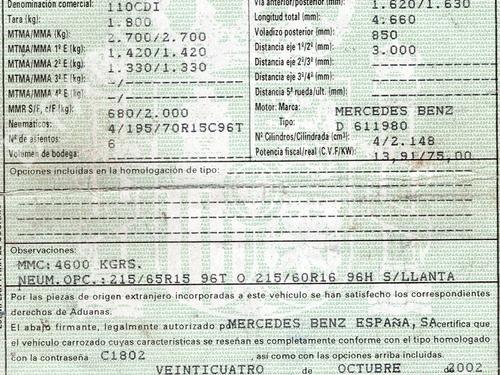 Denominación comercial: 110CDI
Tara (kg): 1.800
MTMA/MMA (Kg): 2.700/2.700
MTMA/MMA 1º E (kg): 1.420/1.420
MTMA/MMA 2º E (kg): 1.330/1.330
MTMA/MMA 3º E (kg): -/-
MTMA/MMA 4º E (kg): -/-
MMR S/F, c/F(kg): 680/2.000
Neumáticos: 4/195/70R15C96T
Nº de asientos: 6
Volumen de bodega:
Vía anterior/posterior (mm): 1.620/1.630
Longitud total (mm): 4.660
Voladizo posterior (mm): 850
Distancia eje 1º/2º (mm): 3.000
Distancia eje 2º/3º (mm):
Distancia eje 3º/4º (mm):
Distancia 5ª rueda/últ. (mm):
Motor: Marca: MERCEDES BENZ
Tipo: D 611980
Nº Cilindros/Cilindrada (cm³): 4/2.148
Potencia fiscal/real (C.V.F/KW): 13,91/75,00
Opciones incluidas en la homologación de tipo:
Observaciones:
MMC:4600 KGRS.
NEUM.OPC.:215/65R15 96T O 215/60R16 96H S/LLANTA
Por las piezas de origen extranjero incorporadas a este vehículo se han satisfecho los correspondientes
derechos de Aduanas.
El abajo firmante, legalmente autorizado por MERCEDES BENZ ESPAÑA, SA certifica que
el vehículo carrozado cuyas características se reseñan es completamente conforme con el tipo homologado
con la contraseña C1802 , así como con las opciones arriba incluidas.
VEINTICUATRO de OCTUBRE de 2002